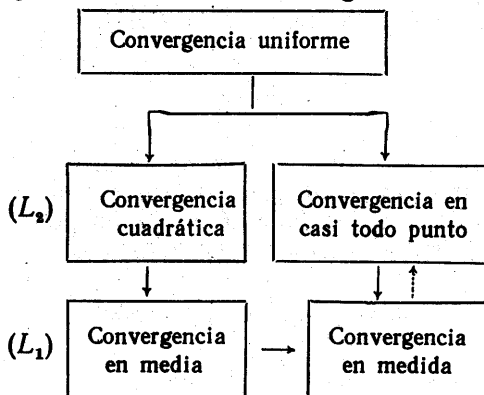 Convergencia uniforme
(L₂)
Convergencia
cuadrática
Convergencia en
casi todo punto
(L₁)
Convergencia
en media
Convergencia
en medida